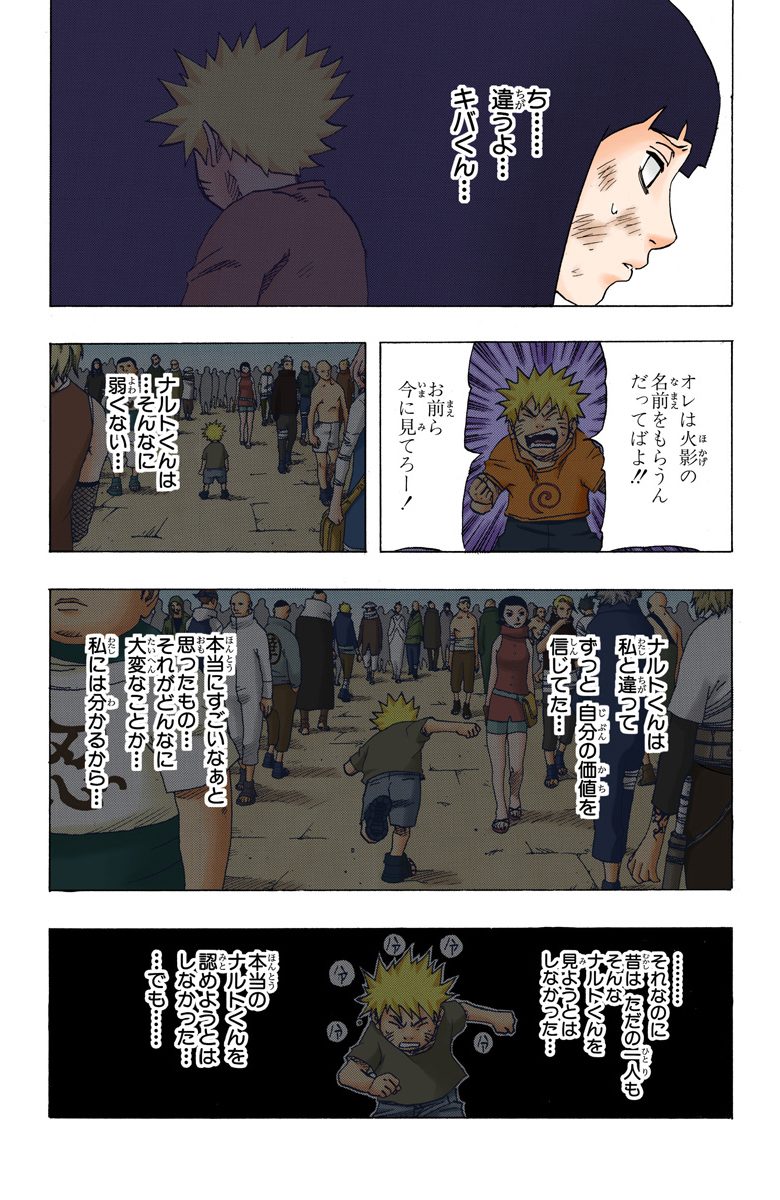 ち……
違うよ…
キバくん…
オレは火影の
名前をもらうん
だってばよ!!
お前ら
今に見てろー!
ナルトくんは
…そんなに
弱くない…
ナルトくんは
私と違って
ずっと 自分の価値を
信じてた…
本当にすごいなぁと
思ったもの…
それがどんなに
大変なことか…
私には分かるから…
………
それなのに
昔は ただの一人も
そんな
ナルトくんを
見ようとは
しなかった…
本当の
ナルトくんを
認めようとは
しなかった…
…でも……